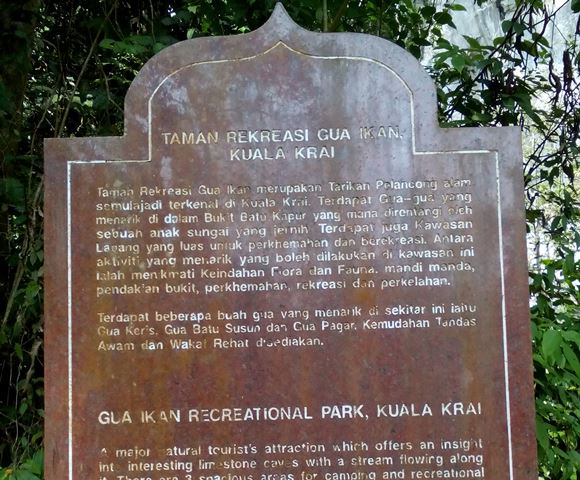 TAMAN REKREASI GUA IKAN,
KUALA KRAI
Taman Rekreasi Gua Ikan merupakan Tarikan Pelancong alam
semulajadi terkenal di Kuala Krai. Terdapat Gua-gua yang
menarik di dalam Bukit Batu Kapur yang mana direntangi oleh
sebuah anak sungai yang jernih. Terdapat juga Kawasan
Lapang yang luas untuk perkhemahan dan berekreasi. Antara
aktiviti yang menarik yang boleh dilakukan di kawasan ini
ialah menikmati Keindahan Flora dan Fauna, mandi manda,
pendakian bukit, perkhemahan, rekreasi dan perkelahan.
Terdapat beberapa buah gua yang menarik di sekitar ini iaitu
Gua Keris, Gua Batu Susun dan Gua Pagar. Kemudahan Tandas
Awam dan Wakaf Rehat disediakan.
GUA IKAN RECREATIONAL PARK, KUALA KRAI
A major natural tourist's attraction which offers an insight
into interesting limestone caves with a stream flowing along
it. There are 3 spacious areas for camping and recreational